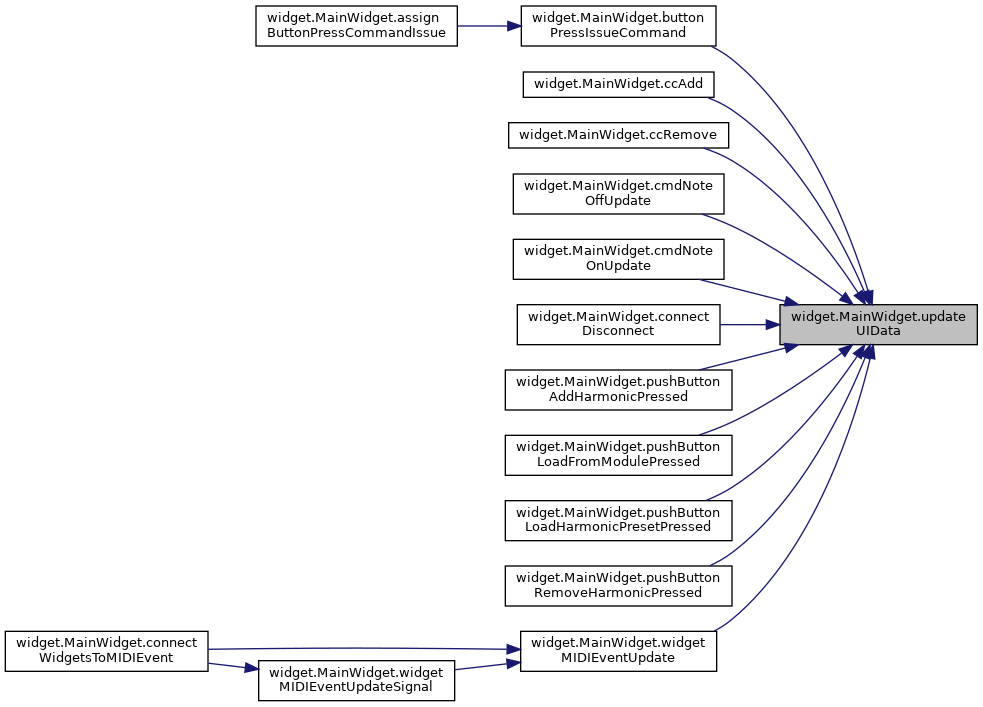 widget.MainWidget.assign
ButtonPressCommandIssue
widget.MainWidget.button
PressIssueCommand
widget.MainWidget.ccAdd
widget.MainWidget.ccRemove
widget.MainWidget.cmdNote
OffUpdate
widget.MainWidget.cmdNote
OnUpdate
widget.MainWidget.connect
Disconnect
widget.MainWidget.update
UIData
widget.MainWidget.pushButton
AddHarmonicPressed
widget.MainWidget.pushButton
LoadFromModulePressed
widget.MainWidget.pushButton
LoadHarmonicPresetPressed
widget.MainWidget.pushButton
RemoveHarmonicPressed
widget.MainWidget.connect
WidgetsToMIDIEvent
widget.MainWidget.widget
MIDIEventUpdate
widget.MainWidget.widget
MIDIEventUpdateSignal